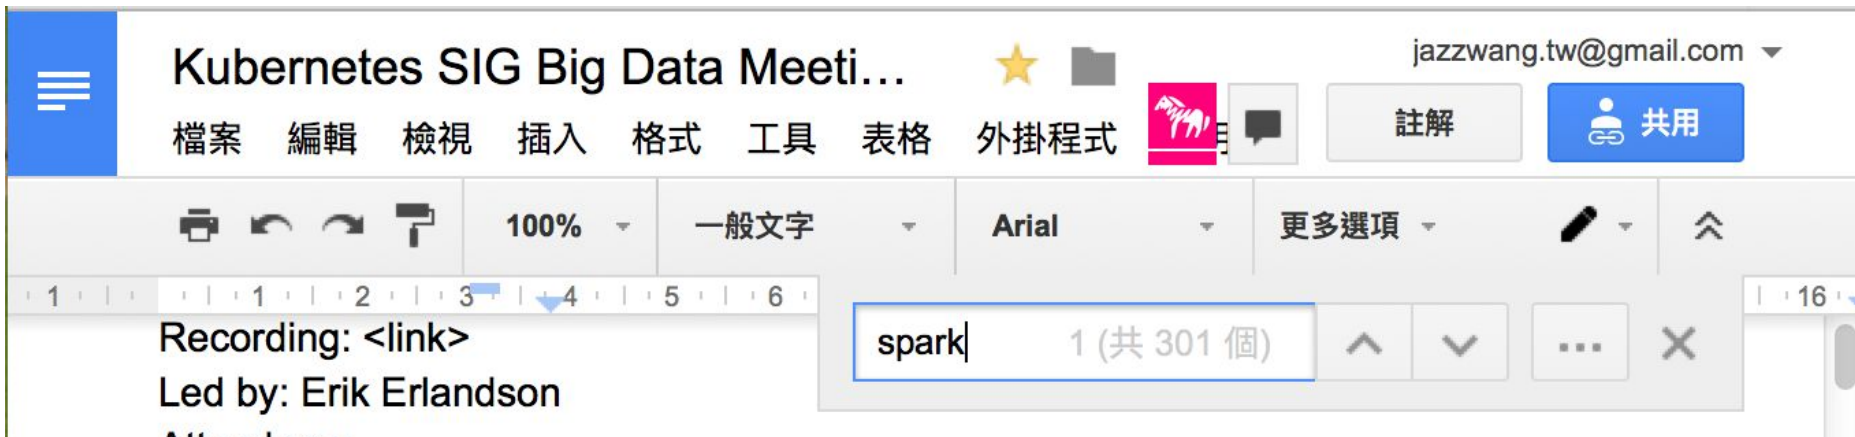 Kubernetes SIG Big Data Meeti...
jazzwang.tw@gmail.com
檔案 編輯 檢視 插入 格式 工具 表格 外掛程式
註解 共用
100% 一般文字 Arial 更多選項
1 1 2 3 4 5 6 16
spark 1 (共 301 個)
Recording: <link>
Led by: Erik Erlandson